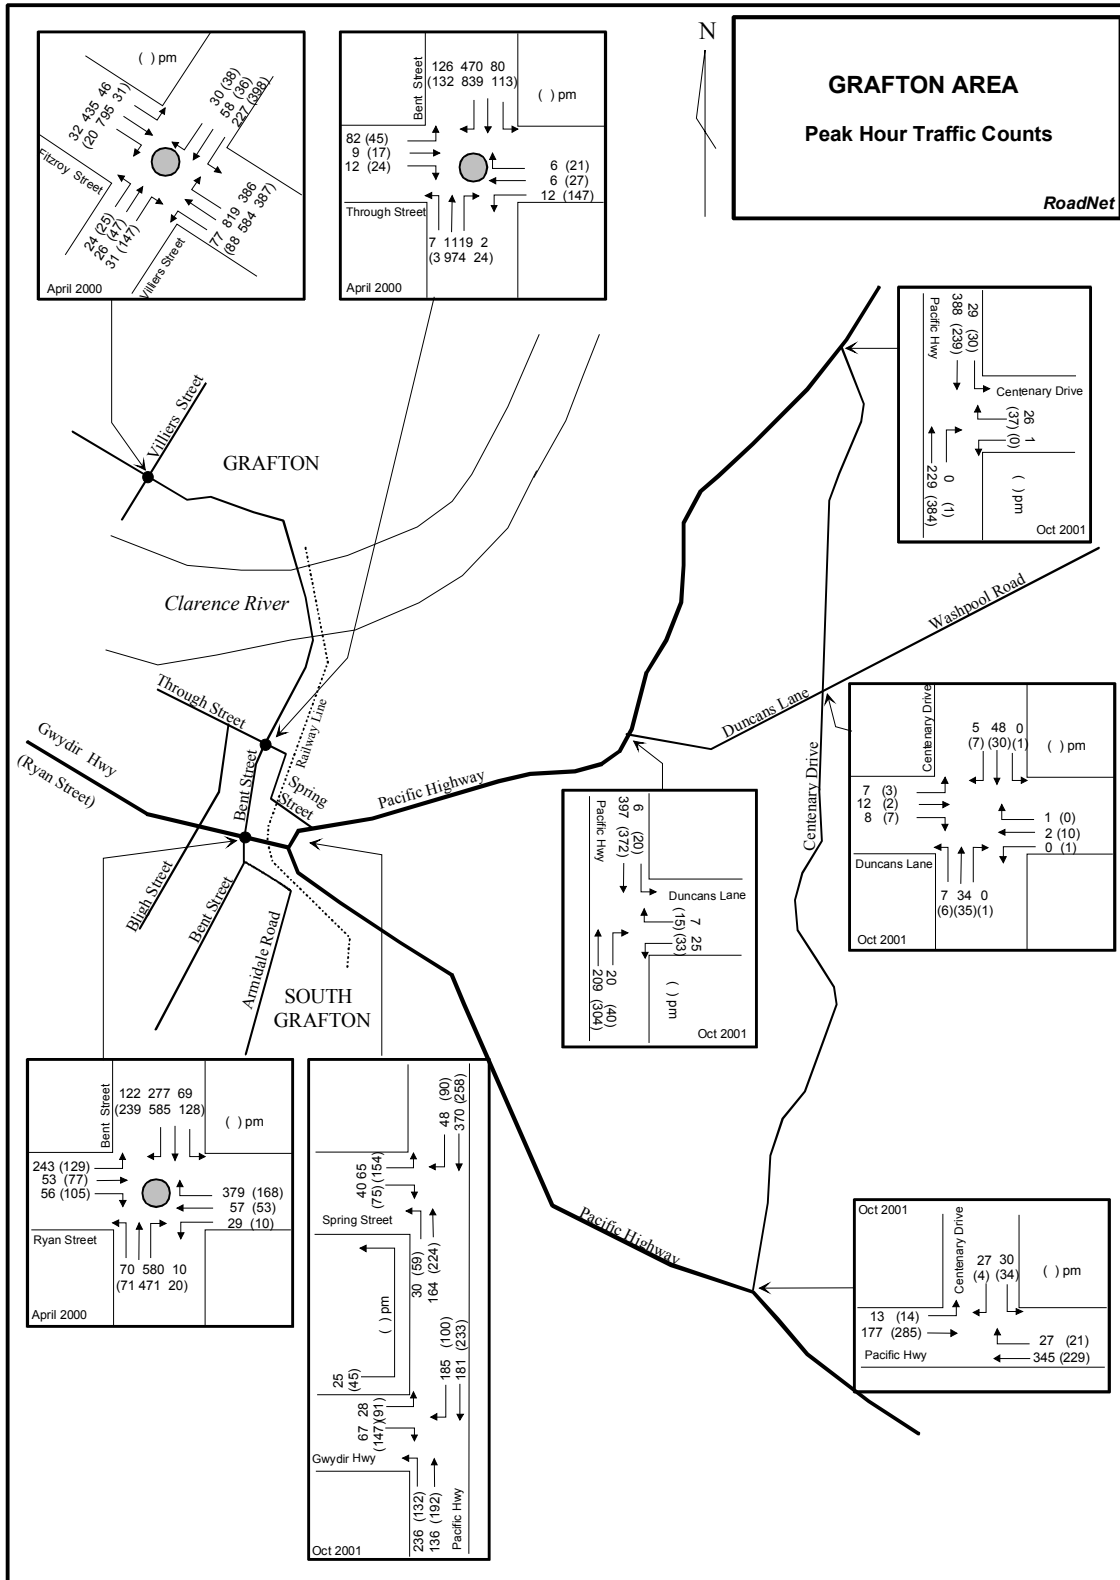 N
GRAFTON AREA
Peak Hour Traffic Counts
RoadNet
( ) pm
32 435 46
(20 795 31)
30 (38)
58 (36)
227 (398)
Fitzroy Street
24 (25)
26 (47)
31 (147)
77 819 386
(88 584 387)
Villiers Street
April 2000
Bent Street
126 470 80
(132 839 113)
( ) pm
82 (45)
9 (17)
12 (24)
6 (21)
6 (27)
12 (147)
Through Street
7 1119 2
(3 974 24)
April 2000
Pacific Hwy
29 (30)
388 (239)
Centenary Drive
26 1
(37) (0)
0 (1)
229 (384)
( ) pm
Oct 2001
Villiers Street
GRAFTON
Clarence River
Washpool Road
Through Street
Gwydir Hwy
(Ryan Street)
Bent Street
Railway Line
Spring
Street
Pacific Highway
Duncans Lane
Centenary Drive
Bligh Street
Bent Street
Armidale Road
SOUTH
GRAFTON
Pacific Highway
Centenary Drive
5 48 0
(7) (30) (1)
( ) pm
7 (3)
12 (2)
8 (7)
1 (0)
2 (10)
0 (1)
Duncans Lane
7 34 0
(6) (35) (1)
Oct 2001
Pacific Hwy
6 (20)
397 (372)
Duncans Lane
7 25
(15) (33)
20 (40)
209 (304)
( ) pm
Oct 2001
Bent Street
122 277 69
(239 585 128)
( ) pm
243 (129)
53 (77)
56 (105)
379 (168)
57 (53)
29 (10)
Ryan Street
70 580 10
(71 471 20)
April 2000
48 (90)
370 (258)
40 65
(75) (154)
Spring Street
30 (59)
164 (224)
( ) pm
25
(45)
185 (100)
181 (233)
67 28
(147)(91)
Gwydir Hwy
236 (132)
136 (192)
Pacific Hwy
Oct 2001
Oct 2001
Centenary Drive
27 30
(4) (34)
( ) pm
13 (14)
177 (285)
27 (21)
345 (229)
Pacific Hwy